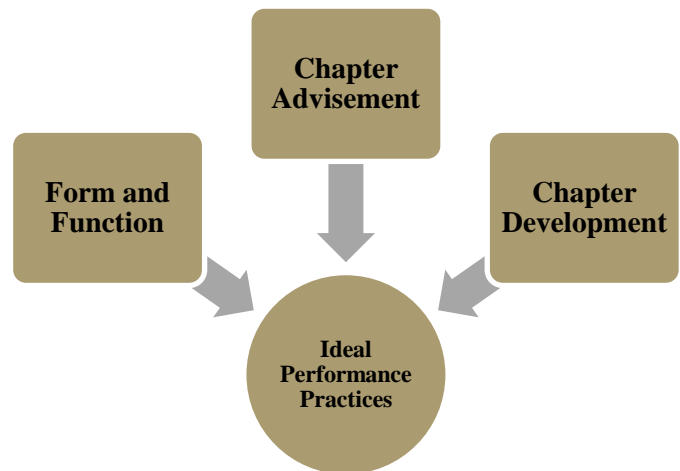 Chapter
Advisement
Form and
Function
Chapter
Development
Ideal
Performance
Practices